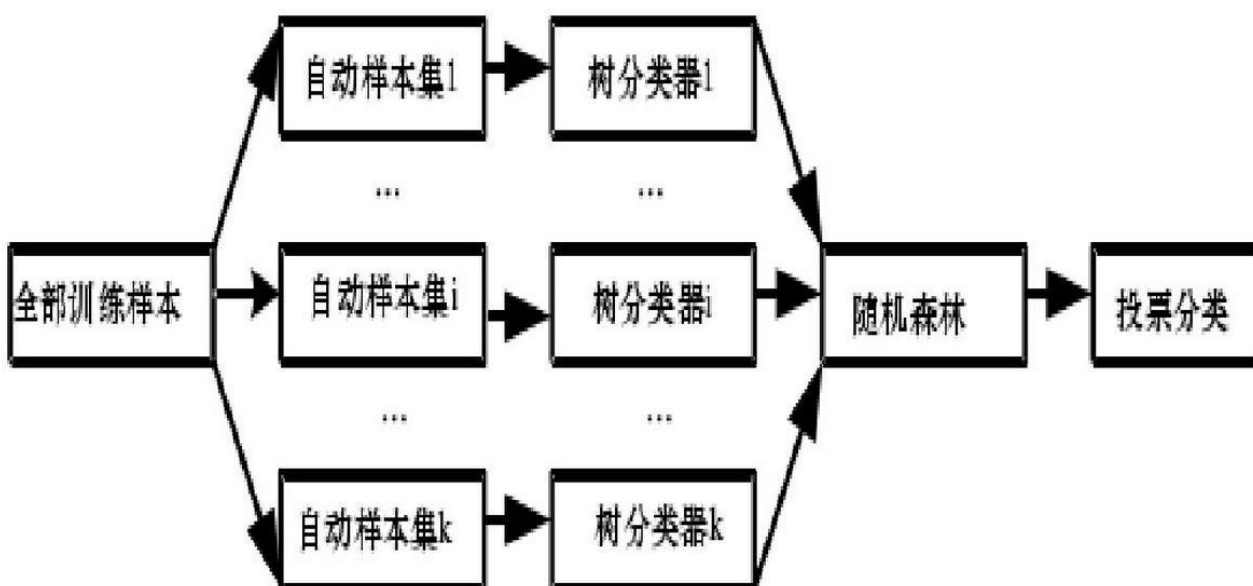 自动样本集1
树分类器1
...
...
全部训练样本
自动样本集i
树分类器i
随机森林
投票分类
...
...
自动样本集k
树分类器k